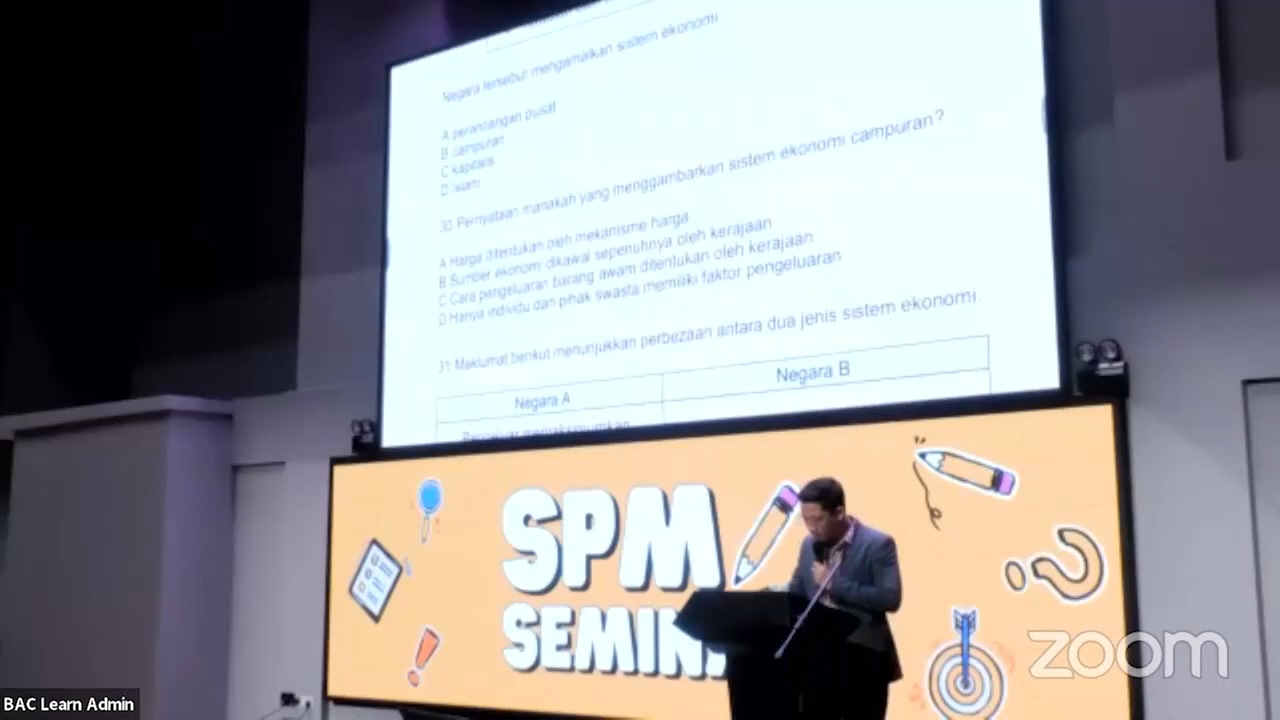 Negara tersebut mengamalkan sistem ekonomi
A perancangan pusat
B campuran
C kapitalis
D islam
30. Pernyataan manakah yang menggambarkan sistem ekonomi campuran?
A Harga ditentukan oleh mekanisme harga
B Sumber ekonomi dikawal sepenuhnya oleh kerajaan
C Cara pengeluaran barang awam ditentukan oleh kerajaan
D Hanya individu dan pihak swasta memiliki faktor pengeluaran
31. Maklumat berikut menunjukkan perbezaan antara dua jenis sistem ekonomi.
Negara A
Negara B
SPM
SEMIN
zoom
BAC Learn Admin